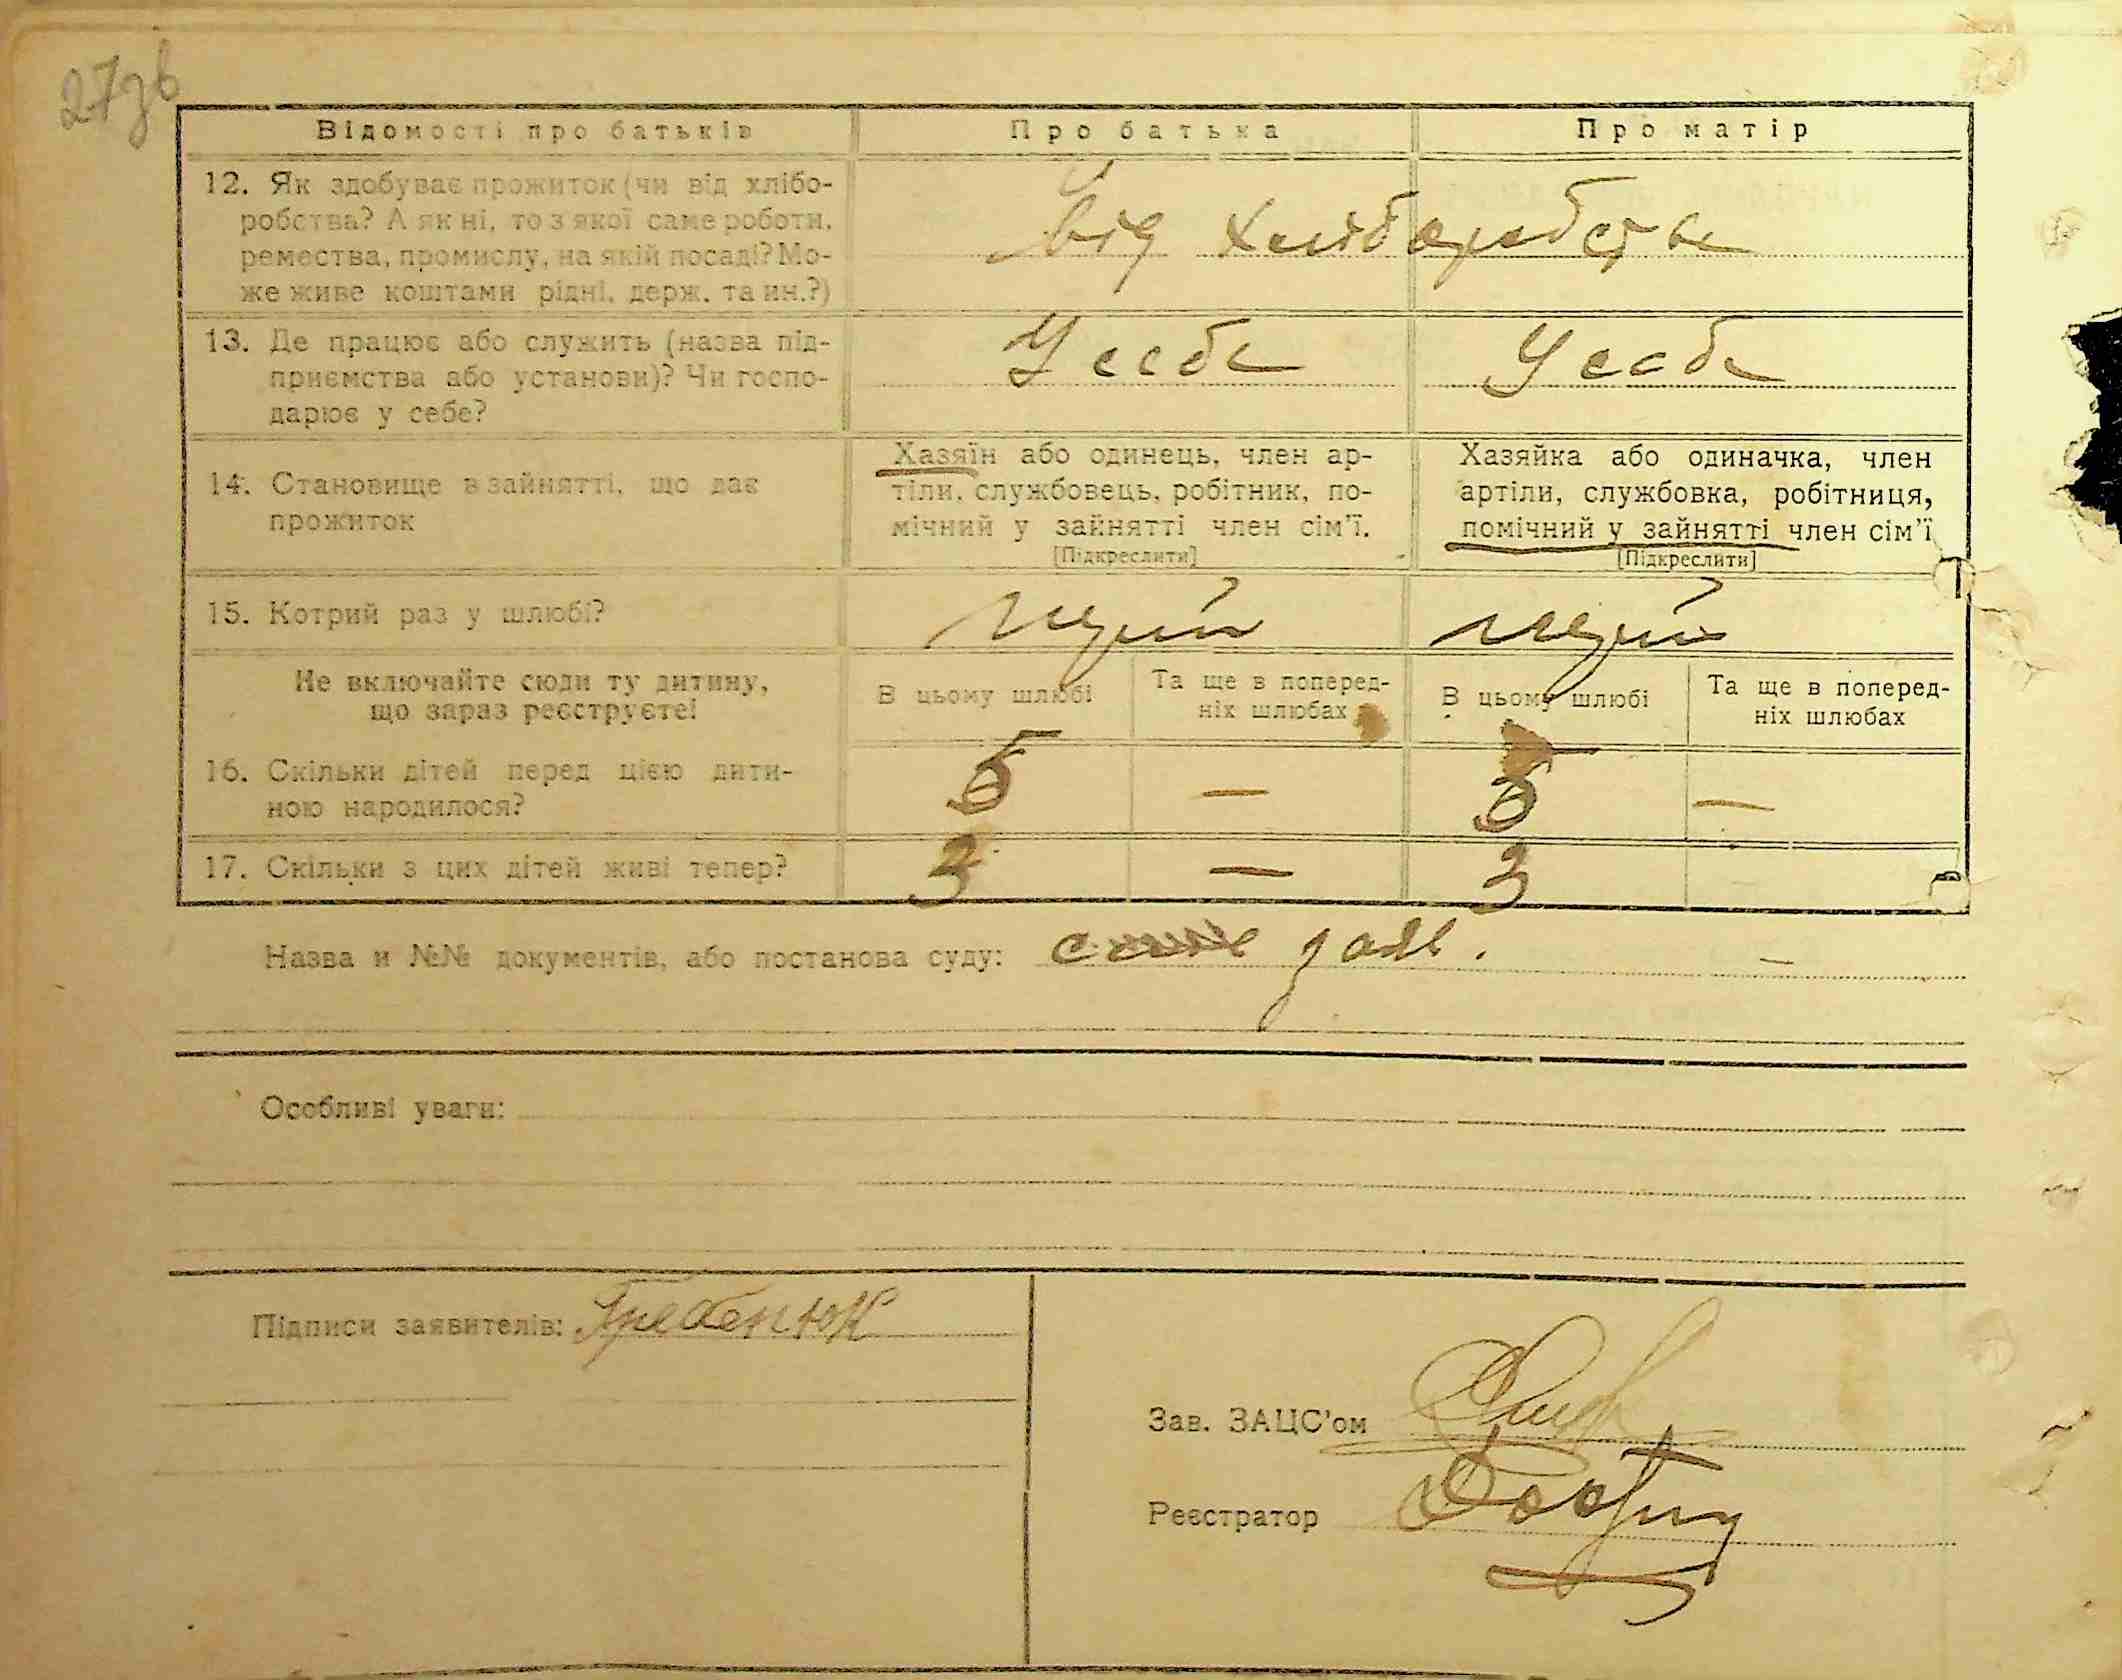 27зв
Відомості про батьків
Про батька
Про матір
12. Як здобуває прожиток (чи від хлібо-
робства? А як ні, то з якої саме роботи,
ремества, промислу, на якій посаді? Мо-
же живе коштами рідні, держ. та ин.?)
від хліборобства
13. Де працює або служить (назва під-
приємства або установи)? Чи госпо-
дарює у себе?
У себе
У себе
14. Становище в зайнятті, що дає
прожиток
Хазяїн або одинець, член ар-
тіли, службовець, робітник, по-
мічний у зайнятті член сім'ї.
[Підкреслити]
Хазяйка або одиначка, член
артіли, службовка, робітниця,
помічний у зайнятті член сім'ї
[Підкреслити]
15. Котрий раз у шлюбі?
Не включайте сюди ту дитину,
що зараз реєструєте!
В цьому шлюбі
Та ще в поперед-
ніх шлюбах
В цьому шлюбі
Та ще в поперед-
ніх шлюбах
16. Скільки дітей перед цією дити-
ною народилося?
5 — 5 —
17. Скільки з цих дітей живі тепер?
3 — 3
Назва и №№ документів, або постанова суду:
Особливі уваги:
Підписи заявителів: Гребенюк
Зав. ЗАЦС'ом
Реєстратор